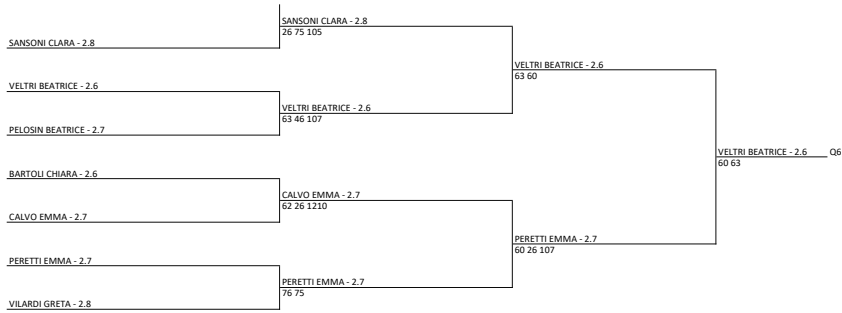 SANSONI CLARA - 2.8
26 75 105
SANSONI CLARA - 2.8
VELTRI BEATRICE - 2.6
63 60
VELTRI BEATRICE - 2.6
VELTRI BEATRICE - 2.6
63 46 107
PELOSIN BEATRICE - 2.7
VELTRI BEATRICE - 2.6 Q6
60 63
BARTOLI CHIARA - 2.6
CALVO EMMA - 2.7
62 26 1210
CALVO EMMA - 2.7
PERETTI EMMA - 2.7
60 26 107
PERETTI EMMA - 2.7
PERETTI EMMA - 2.7
76 75
VILARDI GRETA - 2.8